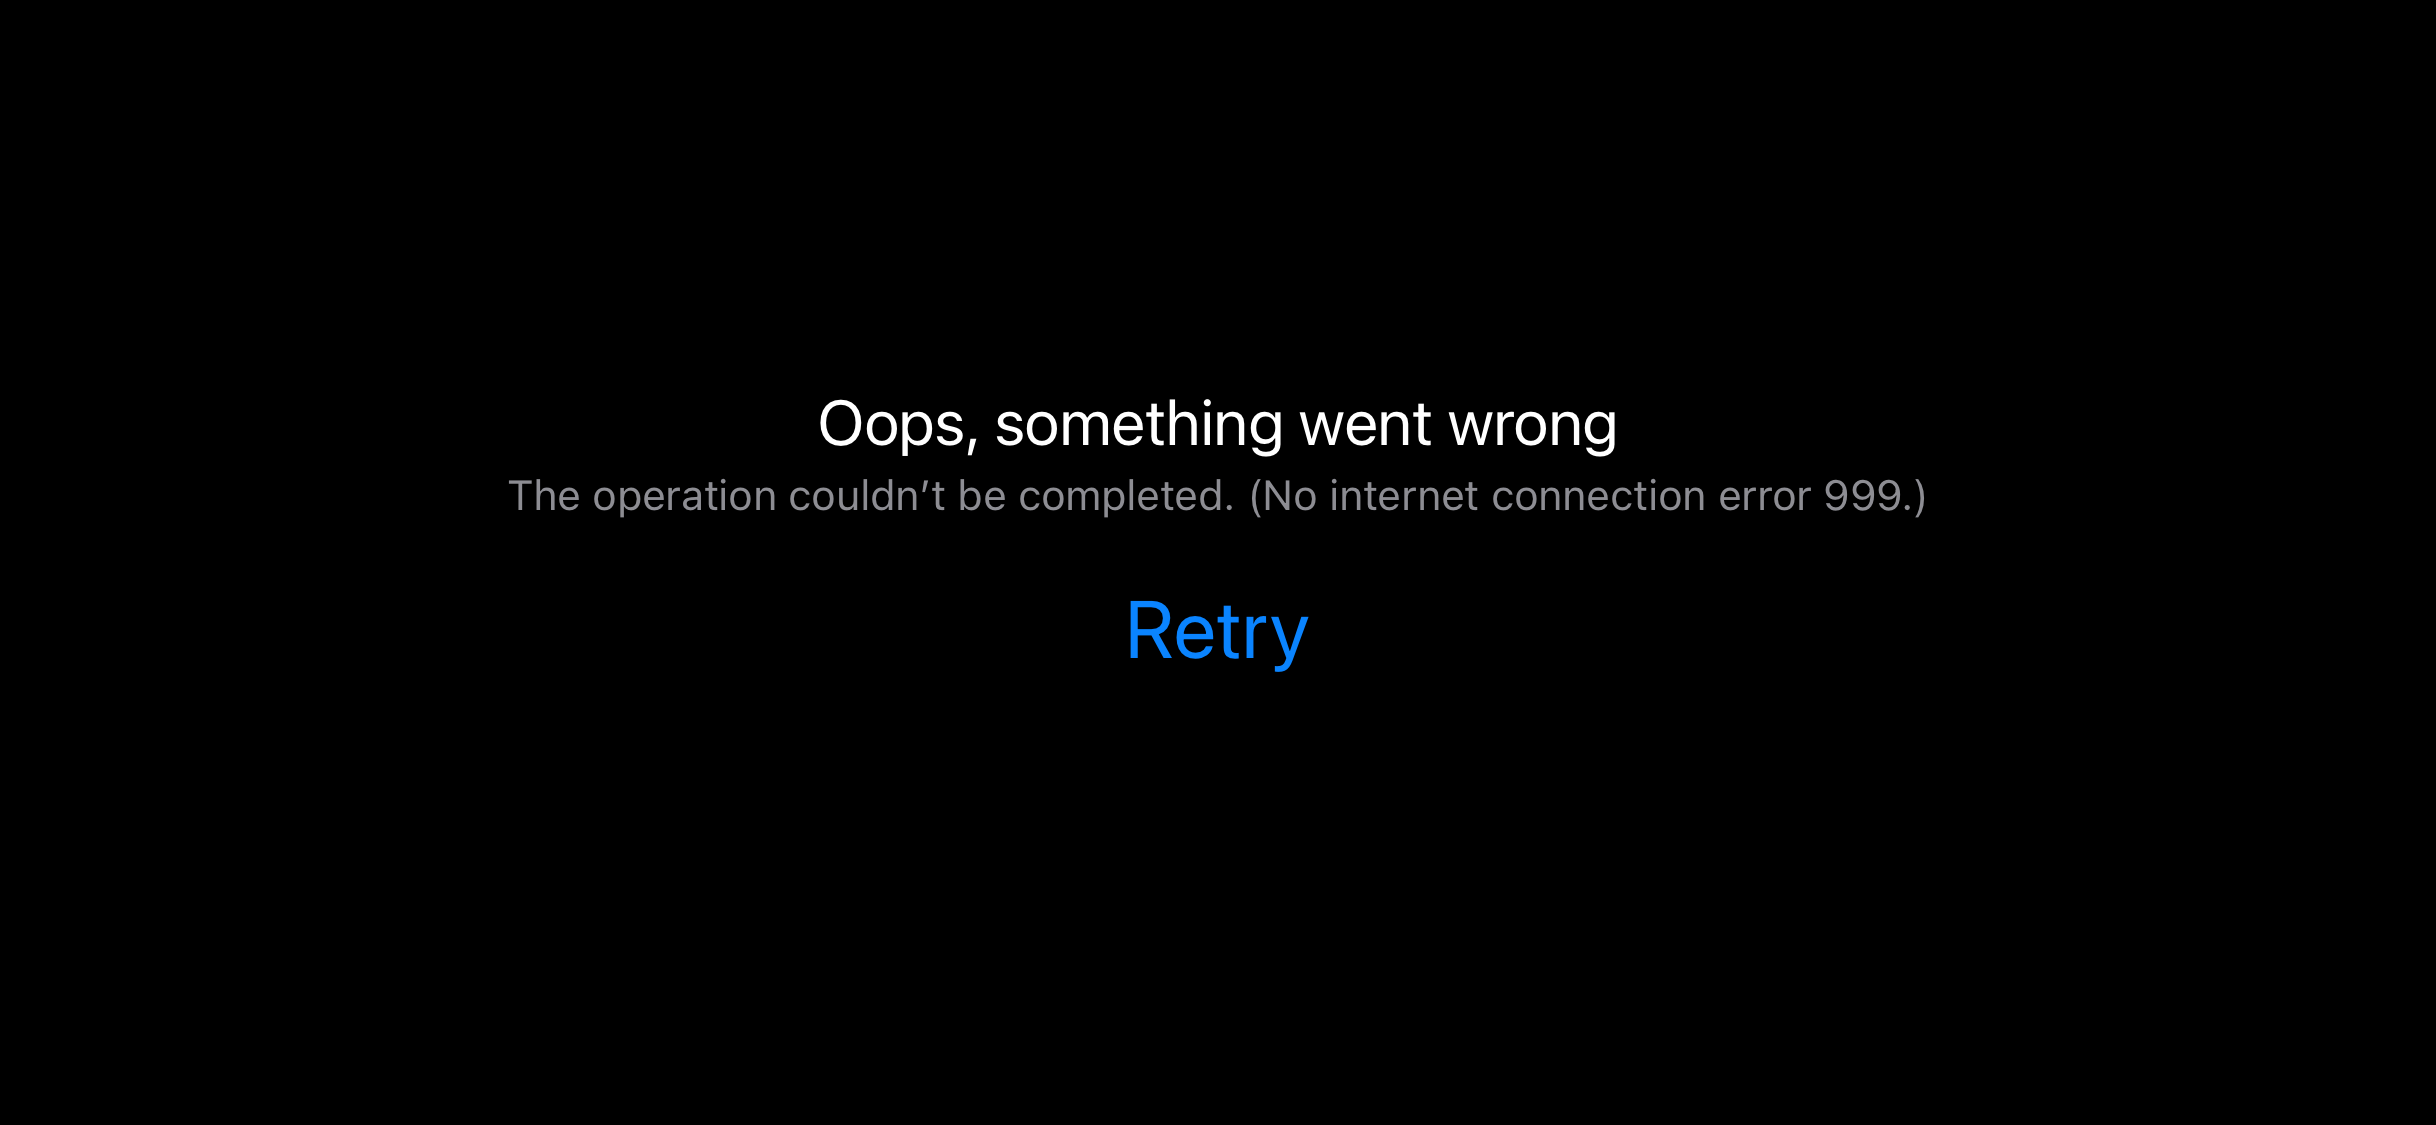 Oops, something went wrong
The operation couldn’t be completed. (No internet connection error 999.)
Retry